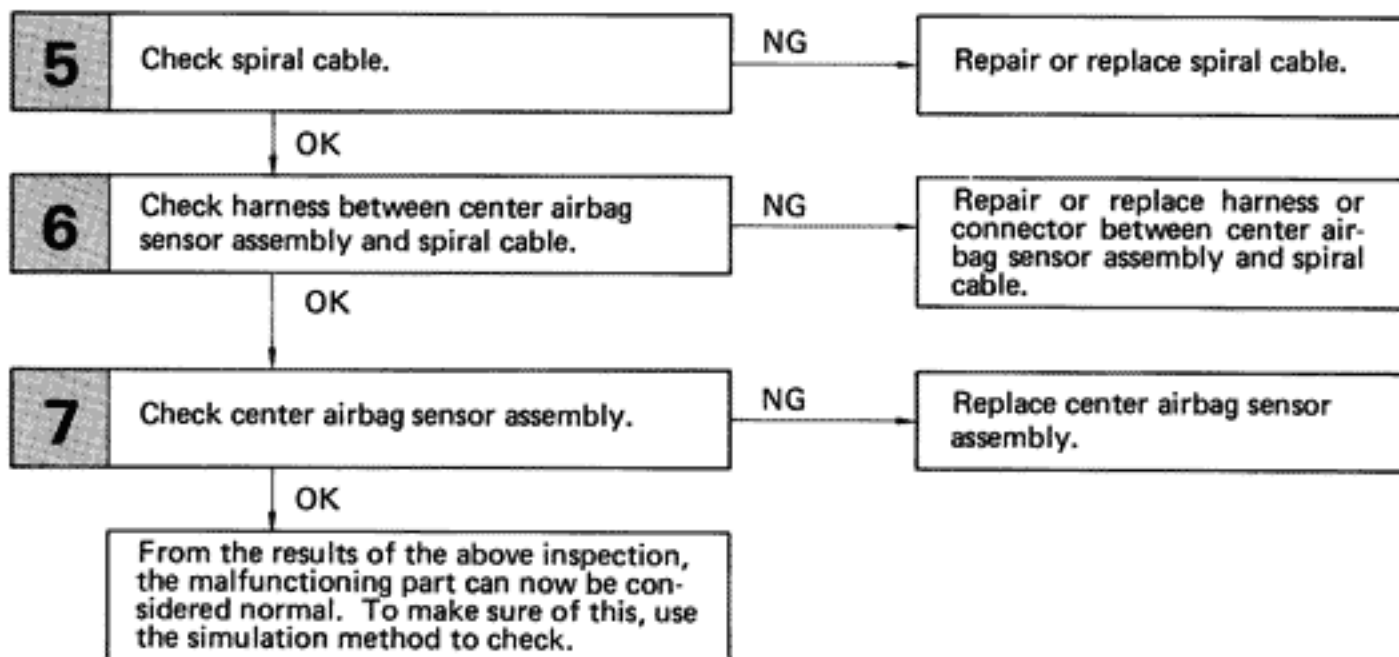 5
Check spiral cable.
NG
Repair or replace spiral cable.
OK
6
Check harness between center airbag
sensor assembly and spiral cable.
NG
Repair or replace harness or
connector between center air-
bag sensor assembly and spiral
cable.
OK
7
Check center airbag sensor assembly.
NG
Replace center airbag sensor
assembly.
OK
From the results of the above inspection,
the malfunctioning part can now be con-
sidered normal. To make sure of this, use
the simulation method to check.